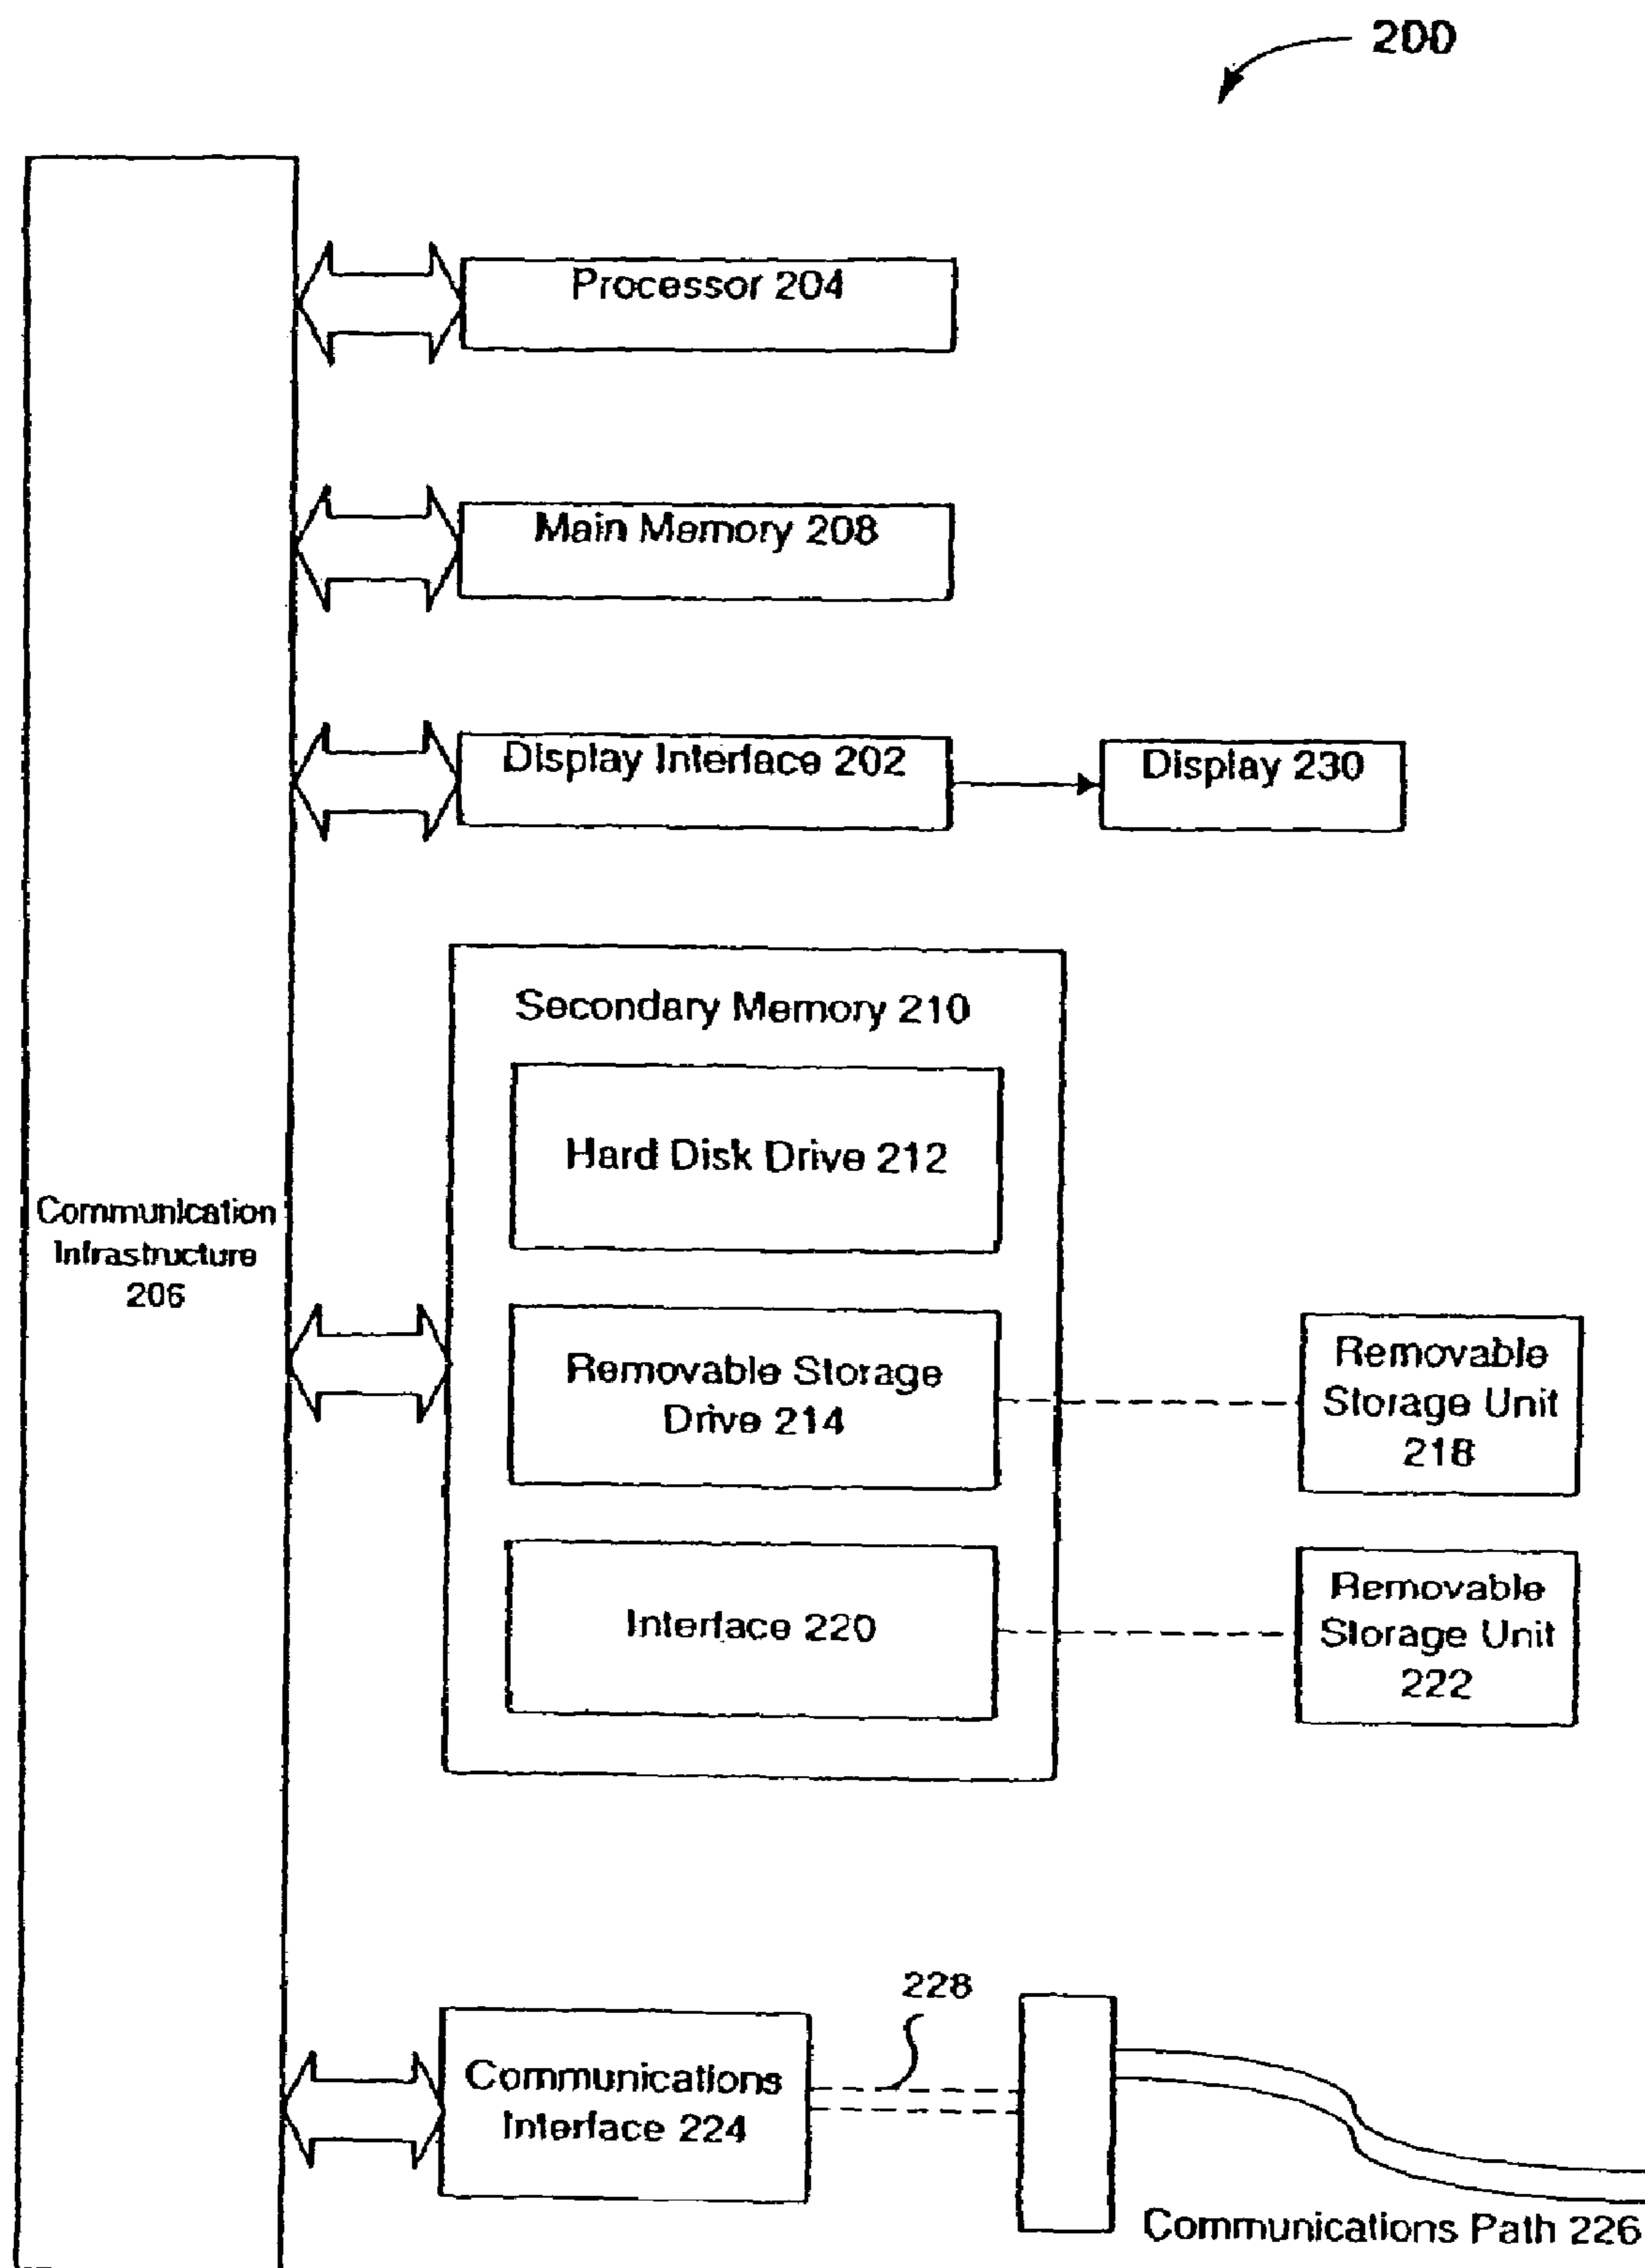 200
Processor 204
Main Memory 208
Display Interface 202
Display 230
Secondary Memory 210
Hard Disk Drive 212
Communication
Infrastructure
206
Removable Storage
Drive 214
Removable
Storage Unit
218
Interface 220
Removable
Storage Unit
222
228
Communications
Interface 224
Communications Path 226